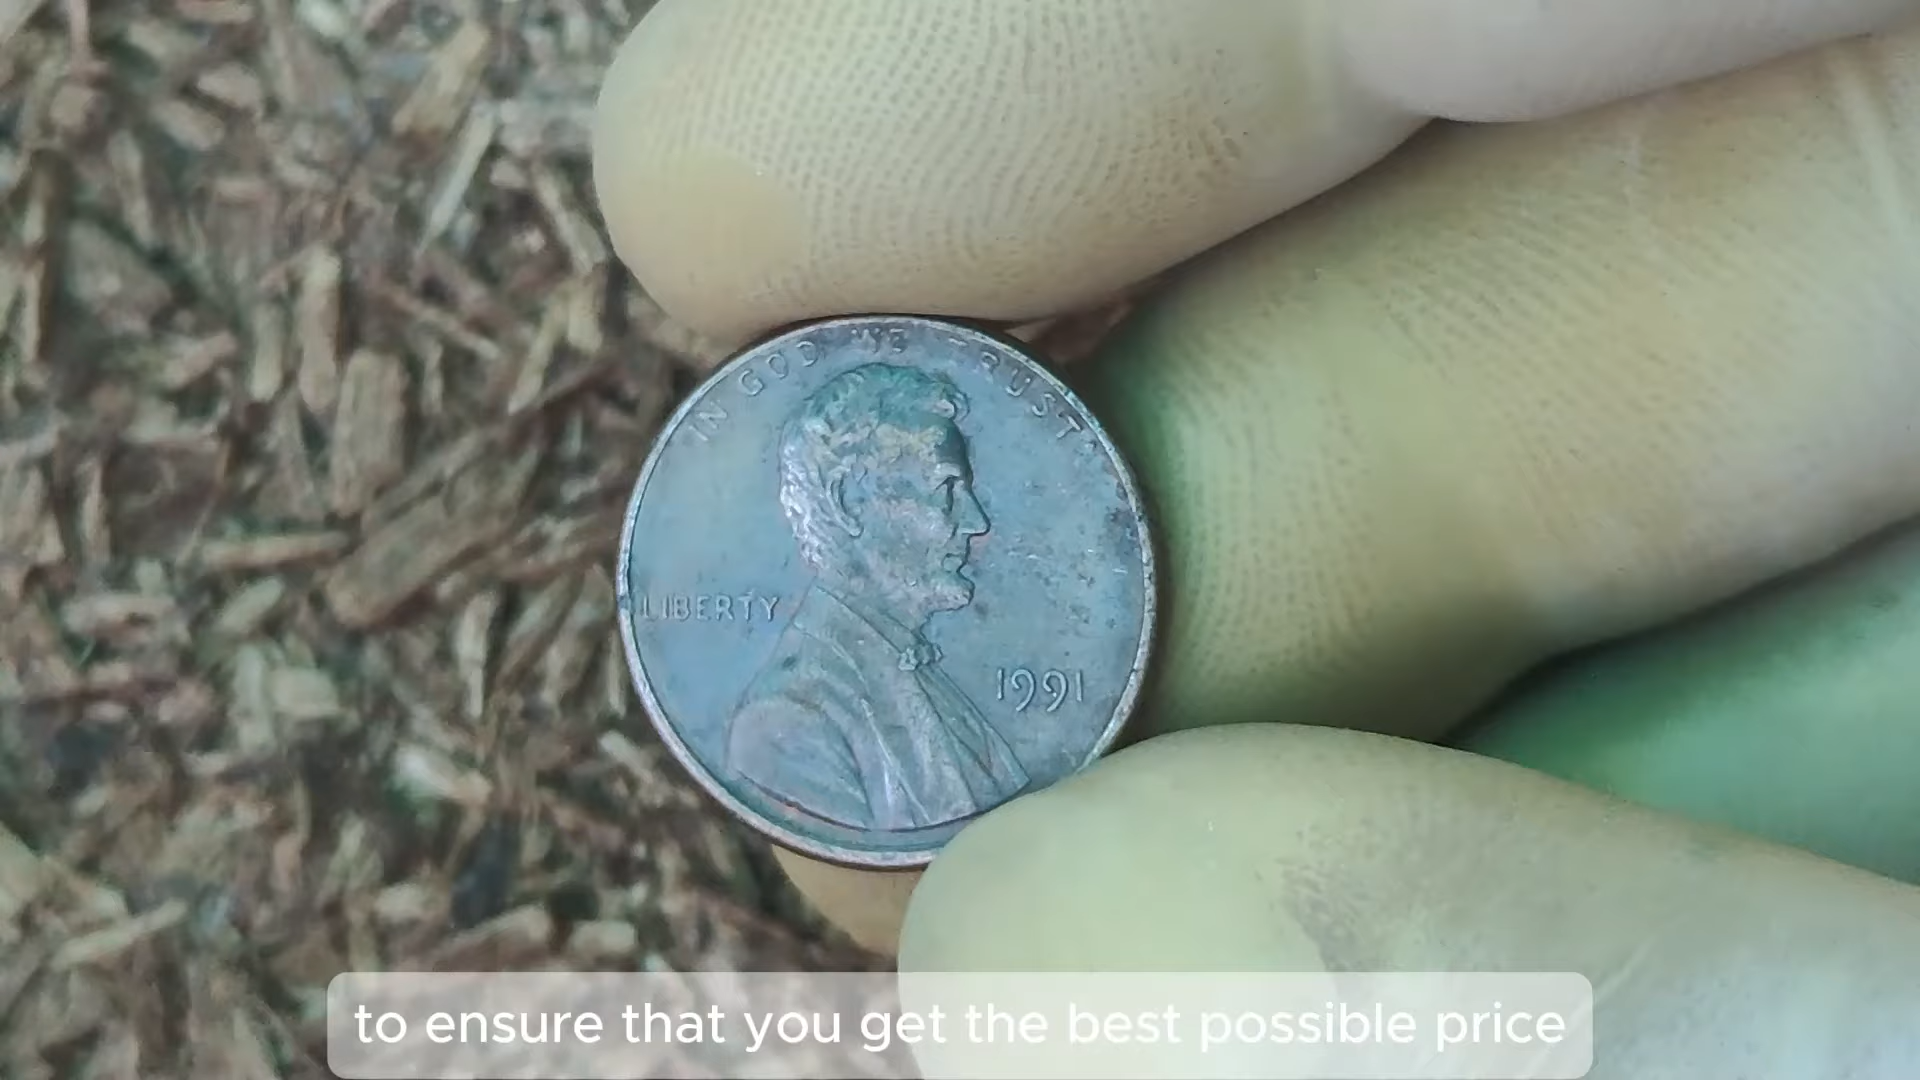 IN GOD WE TRUST
LIBERTY
1991
to ensure that you get the best possible price